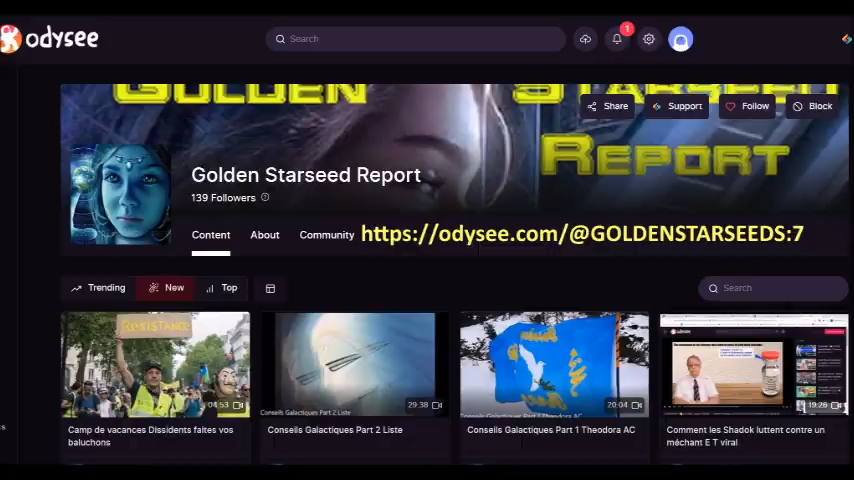 odysee
Search
1
GOLDEN STARSEED
REPORT
Share
Support
Follow
Block
Golden Starseed Report
139 Followers
Content
About
Community
https://odysee.com/@GOLDENSTARSEEDS:7
Trending
New
Top
Search
RESISTANCE
04:53
29:38
20:04
19:26
Conseils Galactiques Part 2 Liste
Conseils Galactiques Part 1 Theodora AC
Camp de vacances Dissidents faites vos
baluchons
Conseils Galactiques Part 2 Liste
Conseils Galactiques Part 1 Theodora AC
Comment les Shadok luttent contre un
méchant E T viral